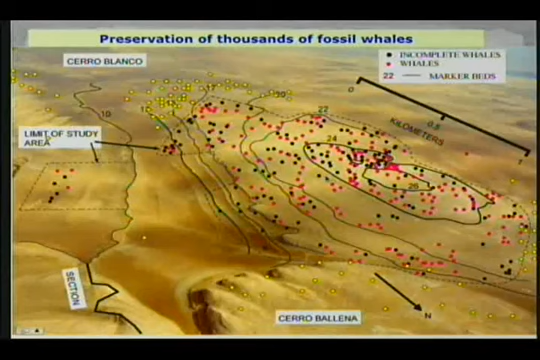 Preservation of thousands of fossil whales
CERRO BLANCO
INCOMPLETE WHALES
WHALES
22 MARKER BEDS
0
0.5
1
KILOMETERS
20
10
22
24
26
LIMIT OF STUDY
AREA
SECTION
N
CERRO BALLENA